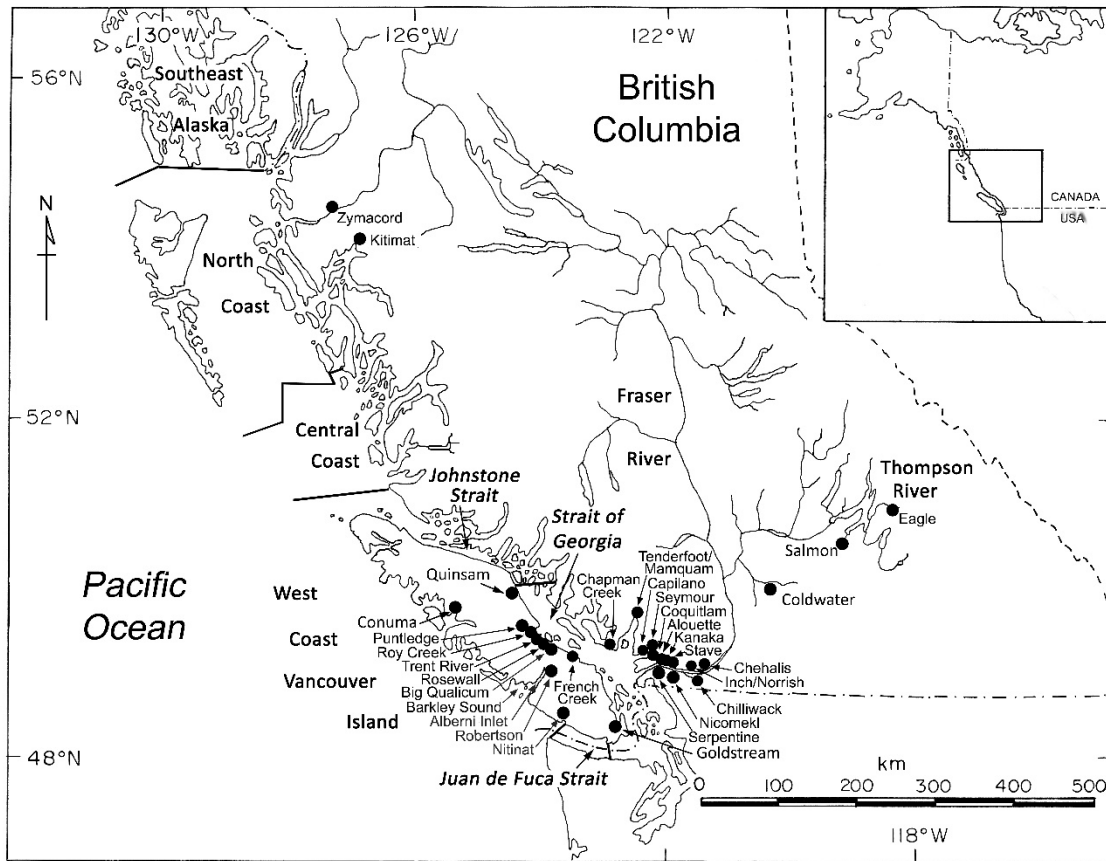 130°W
126°W
122°W
56°N
Southeast
Alaska
British
Columbia
CANADA
USA
N
Zymacord
Kitimat
North
Coast
52°N
Central
Coast
Fraser
River
Johnstone
Strait
Strait of
Georgia
Thompson
River
Eagle
Salmon
Coldwater
Pacific
Ocean
West
Coast
Vancouver
Island
Quinsam
Conuma
Puntledge
Roy Creek
Trent River
Rosewall
Big Qualicum
Barkley Sound
Alberni Inlet
Robertson
Nitinat
French
Creek
Chapman
Creek
Tenderfoot/
Mamquam
Capilano
Seymour
Coquitlam
Alouette
Kanaka
Stave
Chehalis
Inch/Norrish
Chilliwack
Nicomekl
Serpentine
Goldstream
48°N
Juan de Fuca Strait
km
0 100 200 300 400 500
118°W